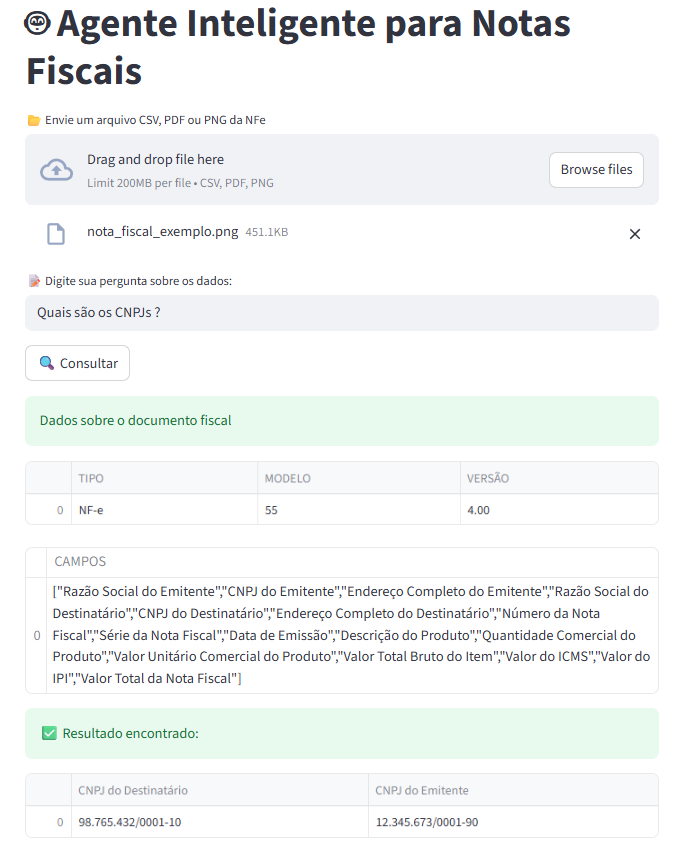 Agente Inteligente para Notas
Fiscais
Envie um arquivo CSV, PDF ou PNG da NFe
Drag and drop file here
Limit 200MB per file • CSV, PDF, PNG
Browse files
nota_fiscal_exemplo.png 451.1KB
Digite sua pergunta sobre os dados:
Quais são os CNPJs ?
Consultar
Dados sobre o documento fiscal
TIPO MODELO VERSÃO
0 NF-e 55 4.00
CAMPOS
["Razão Social do Emitente","CNPJ do Emitente","Endereço Completo do Emitente","Razão Social do
Destinatário","CNPJ do Destinatário","Endereço Completo do Destinatário","Número da Nota
0 Fiscal","Série da Nota Fiscal","Data de Emissão","Descrição do Produto","Quantidade Comercial do
Produto","Valor Unitário Comercial do Produto","Valor Total Bruto do Item","Valor do ICMS","Valor do
IPI","Valor Total da Nota Fiscal"]
Resultado encontrado:
CNPJ do Destinatário CNPJ do Emitente
0 98.765.432/0001-10 12.345.673/0001-90